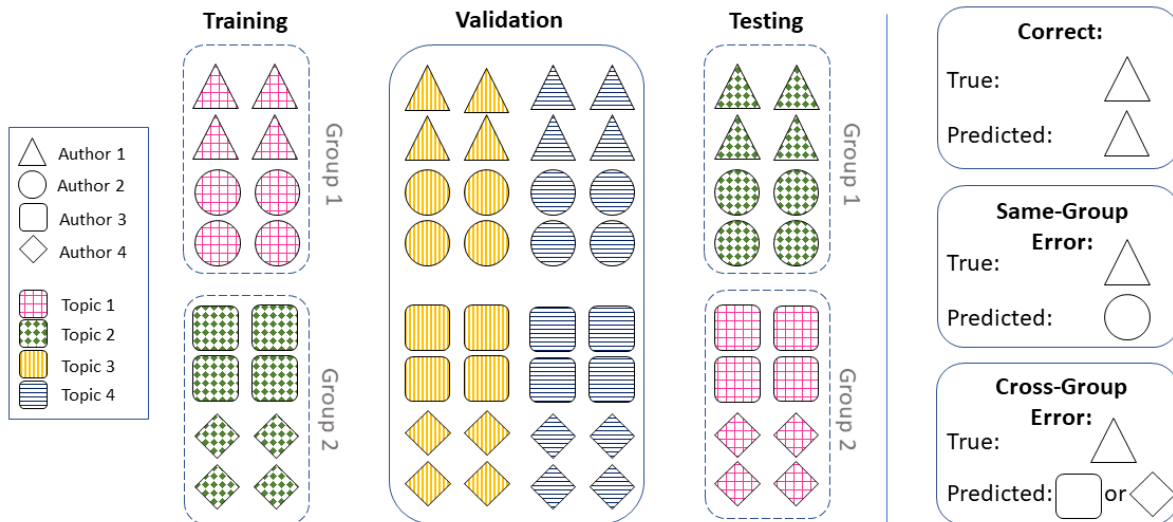 Training
Validation
Testing
Group 1
Group 2
Group 1
Group 2
Author 1
Author 2
Author 3
Author 4
Topic 1
Topic 2
Topic 3
Topic 4
Correct:
True:
Predicted:
Same-Group
Error:
True:
Predicted:
Cross-Group
Error:
True:
Predicted: or